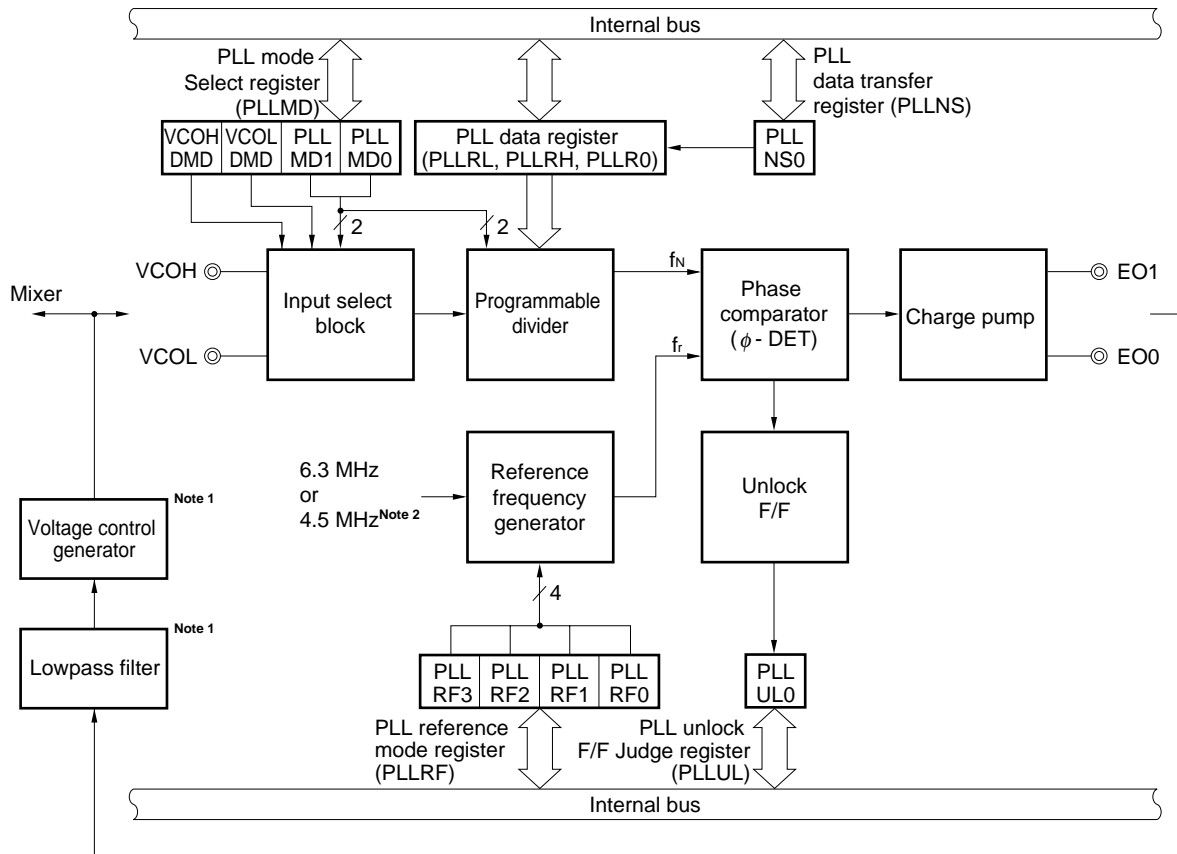 Internal bus
PLL mode
Select register
(PLLMD)
PLL
data transfer
register (PLLNS)
VCOH
DMD
VCOL
DMD
PLL
MD1
PLL
MD0
PLL data register
(PLLRL, PLLRH, PLLR0)
PLL
NS0
2
2
VCOH
VCOL
Mixer
Input select
block
Programmable
divider
fN
fr
Phase
comparator
(ϕ - DET)
Charge pump
EO1
EO0
6.3 MHz
or
4.5 MHz Note 2
Reference
frequency
generator
Unlock
F/F
Note 1
Voltage control
generator
Note 1
Lowpass filter
4
PLL
RF3
PLL
RF2
PLL
RF1
PLL
RF0
PLL
UL0
PLL reference
mode register
(PLLRF)
PLL unlock
F/F Judge register
(PLLUL)
Internal bus